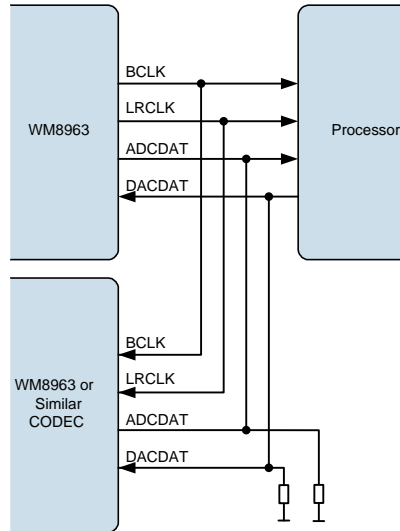 BCLK
LRCLK
WM8963
Processor
ADCDAT
DACDAT
BCLK
WM8963 or
Similar
CODEC
LRCLK
ADCDAT
DACDAT